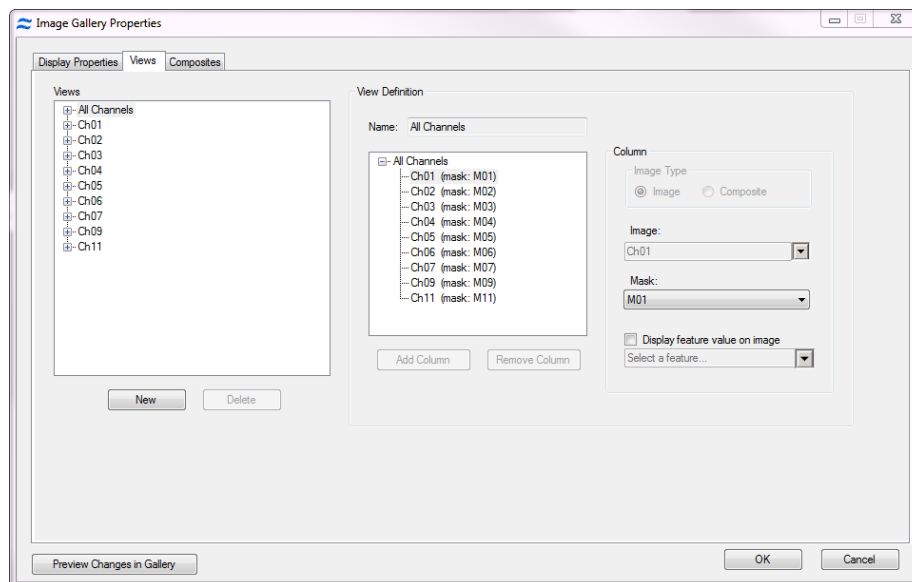 Image Gallery Properties
Display Properties
Views
Composites
Views
All Channels
Ch01
Ch02
Ch03
Ch04
Ch05
Ch06
Ch07
Ch09
Ch11
New
Delete
View Definition
Name: All Channels
All Channels
Ch01 (mask: M01)
Ch02 (mask: M02)
Ch03 (mask: M03)
Ch04 (mask: M04)
Ch05 (mask: M05)
Ch06 (mask: M06)
Ch07 (mask: M07)
Ch09 (mask: M09)
Ch11 (mask: M11)
Add Column
Remove Column
Column
Image Type
Image
Composite
Image:
Ch01
Mask:
M01
Display feature value on image
Select a feature...
Preview Changes in Gallery
OK
Cancel